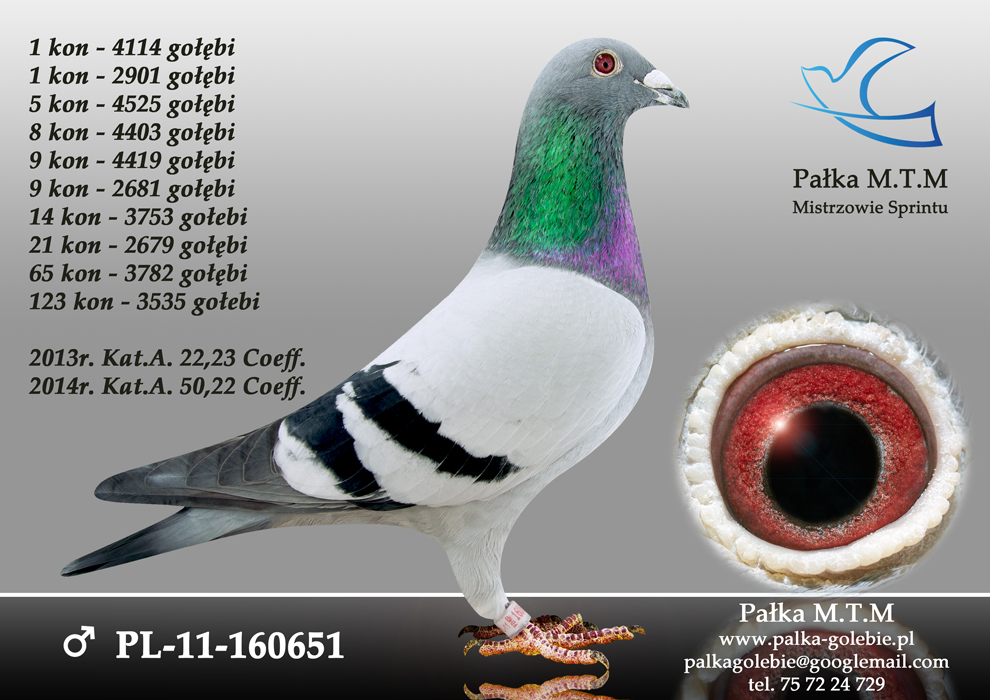 1 kon - 4114 gołębi
1 kon - 2901 gołębi
5 kon - 4525 gołębi
8 kon - 4403 gołębi
9 kon - 4419 gołębi
9 kon - 2681 gołębi
14 kon - 3753 gołębi
21 kon - 2679 gołębi
65 kon - 3782 gołębi
123 kon - 3535 gołebi
2013r. Kat.A. 22,23 Coeff.
2014r. Kat.A. 50,22 Coeff.
Pałka M.T.M
Mistrzowie Sprintu
♂ PL-11-160651
Pałka M.T.M
www.palka-golebie.pl
palkagolebie@googlemail.com
tel. 75 72 24 729